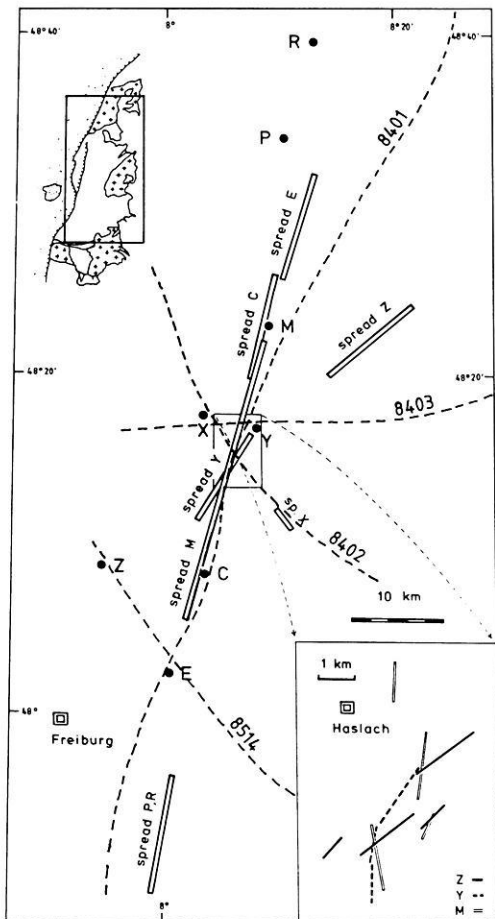 8°
8°20'
48°40'
48°40'
R
8401
P
spread E
spread C
M
spread Z
48°20'
48°20'
8403
X
Y
spread Y
sp X
8402
Z
spread M
C
10 km
E
1 km
48°
Freiburg
8514
Haslach
spread P,R
Z
Y
M
8°